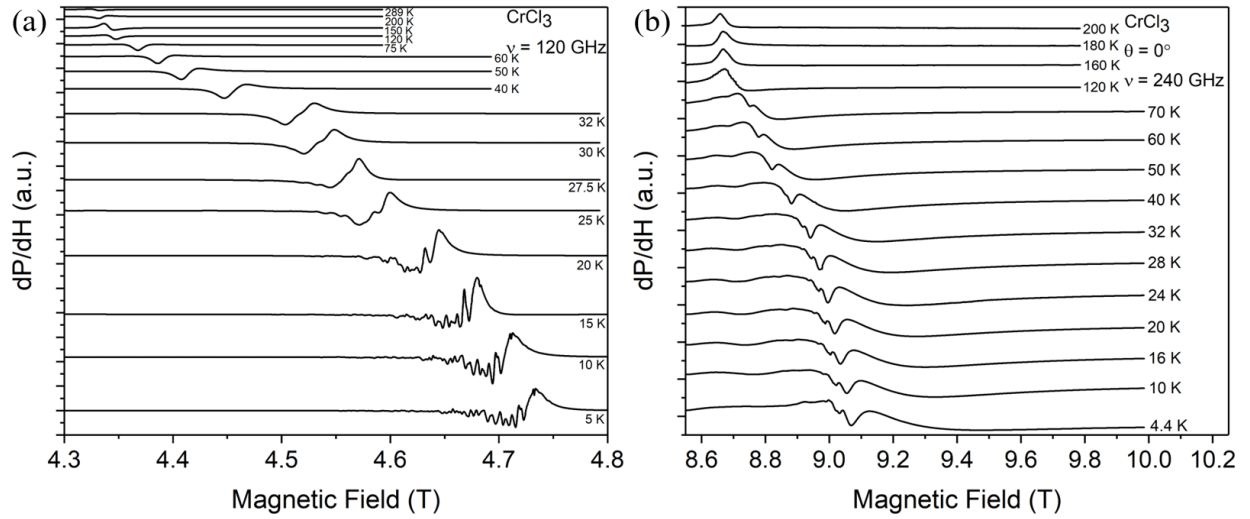 (a)
CrCl3
ν = 120 GHz
289 K
200 K
150 K
120 K
75 K
60 K
50 K
40 K
32 K
30 K
27.5 K
25 K
20 K
15 K
10 K
5 K
dP/dH (a.u.)
4.3 4.4 4.5 4.6 4.7 4.8
Magnetic Field (T)
(b)
CrCl3
θ = 0°
ν = 240 GHz
200 K
180 K
160 K
120 K
70 K
60 K
50 K
40 K
32 K
28 K
24 K
20 K
16 K
10 K
4.4 K
dP/dH (a.u.)
8.6 8.8 9.0 9.2 9.4 9.6 9.8 10.0 10.2
Magnetic Field (T)